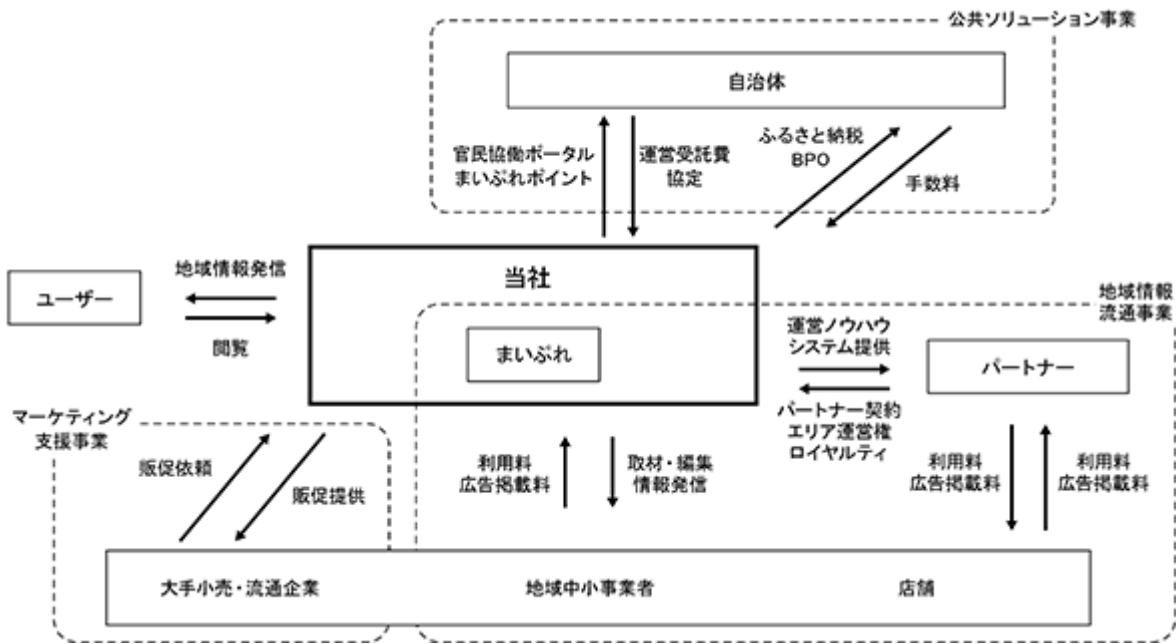 公共ソリューション事業
自治体
官民協働ポータル
まいぷれポイント
運営受託費
協定
ふるさと納税
BPO
手数料
地域情報発信
ユーザー
閲覧
当社
まいぷれ
地域情報
流通事業
運営ノウハウ
システム提供
パートナー
パートナー契約
エリア運営権
ロイヤルティ
マーケティング
支援事業
販促依頼
販促提供
利用料
広告掲載料
取材・編集
情報発信
利用料
広告掲載料
利用料
広告掲載料
大手小売・流通企業
地域中小事業者
店舗